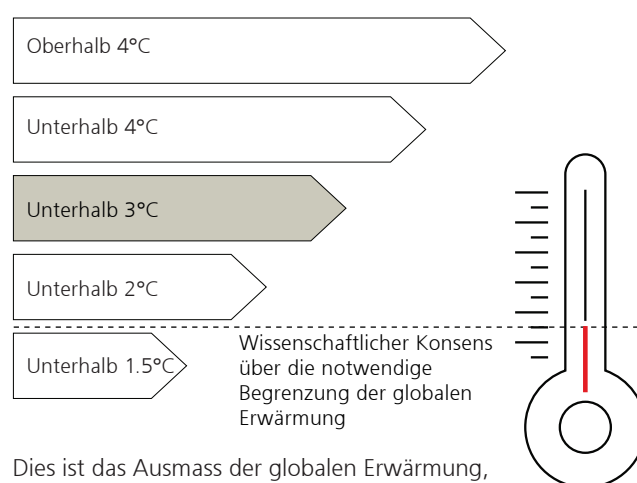 Oberhalb 4°C
Unterhalb 4°C
Unterhalb 3°C
Unterhalb 2°C
Unterhalb 1.5°C
Wissenschaftlicher Konsens
über die notwendige
Begrenzung der globalen
Erwärmung
Dies ist das Ausmass der globalen Erwärmung,